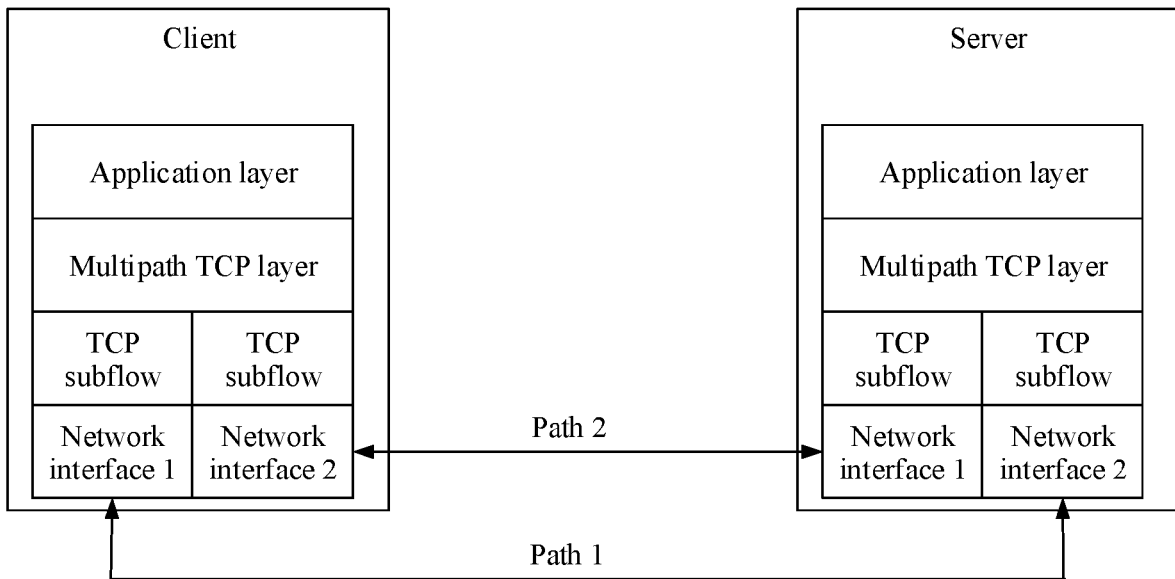 Client
Application layer
Multipath TCP layer
TCP
subflow
TCP
subflow
Network
interface 1
Network
interface 2
Path 2
Path 1
Server
Application layer
Multipath TCP layer
TCP
subflow
TCP
subflow
Network
interface 1
Network
interface 2